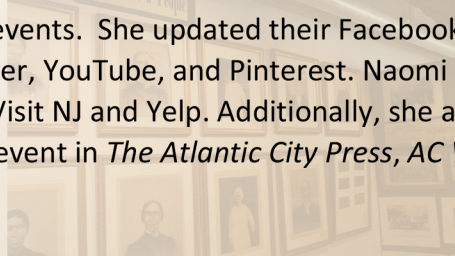 events. She updated their Facebook
er, YouTube, and Pinterest. Naomi
Visit NJ and Yelp. Additionally, she a
event in The Atlantic City Press, AC